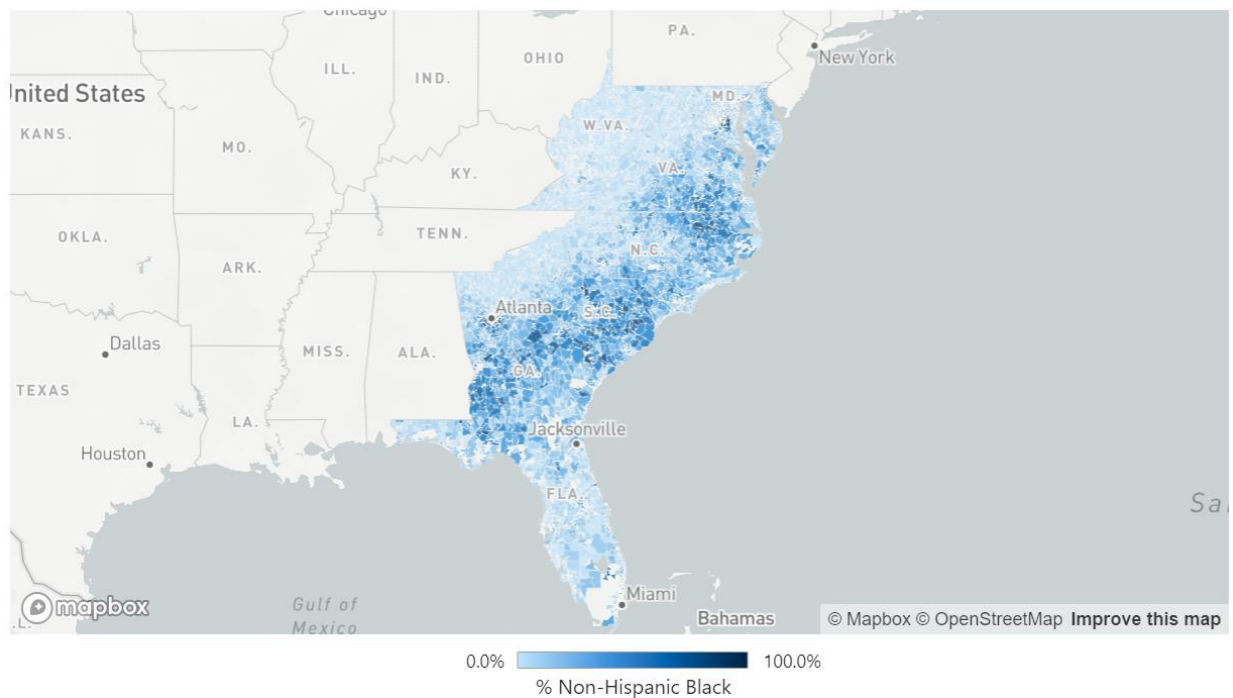 Chicago
PA.
New York
OHIO
ILL.
IND.
United States
MD.
KANS.
W.VA.
MO.
VA.
KY.
TENN.
OKLA.
N.C.
ARK.
Atlanta
S.C.
Dallas
MISS.
ALA.
GA.
TEXAS
LA.
Jacksonville
Houston
FLA.
Miami
mapbox
Gulf of
Mexico
Bahamas
© Mapbox © OpenStreetMap Improve this map
0.0%
100.0%
% Non-Hispanic Black